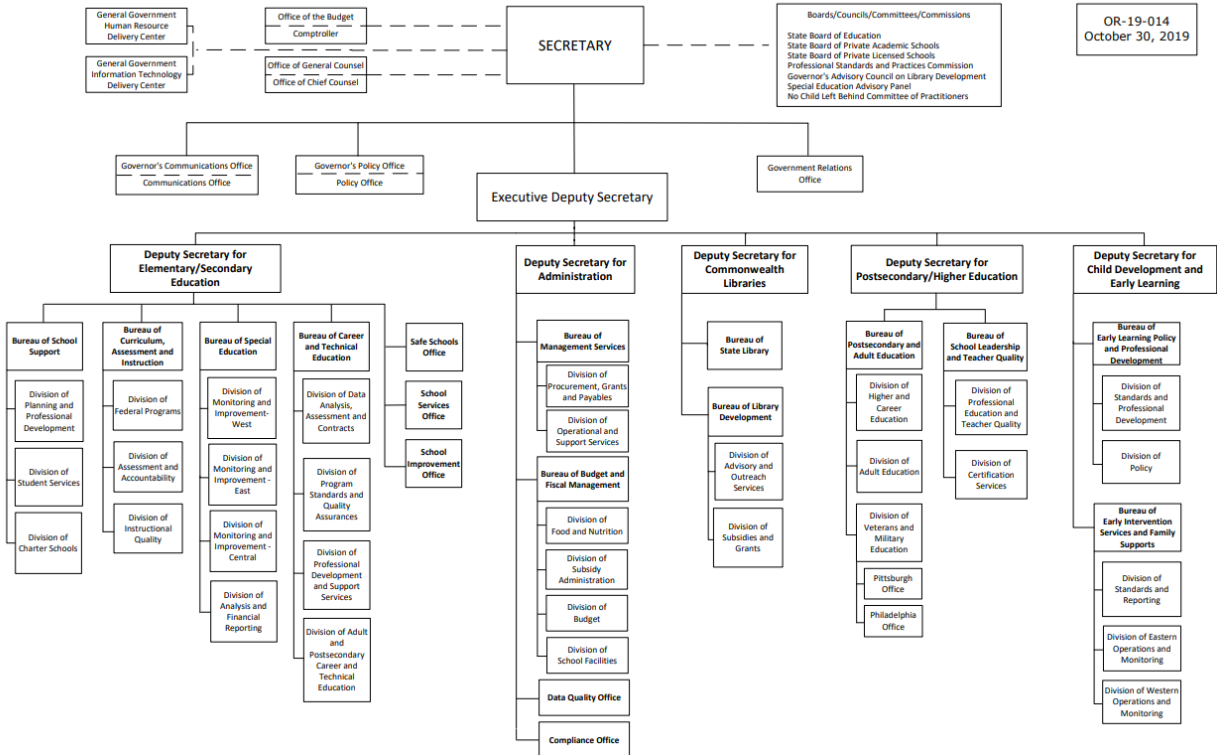 General Government
Human Resource
Delivery Center
General Government
Information Technology
Delivery Center
Office of the Budget
Comptroller
Office of General Counsel
Office of Chief Counsel
SECRETARY
Boards/Councils/Committees/Commissions
State Board of Education
State Board of Private Academic Schools
State Board of Private Licensed Schools
Professional Standards and Practices Commission
Governor's Advisory Council on Library Development
Special Education Advisory Panel
No Child Left Behind Committee of Practitioners
OR-19-014
October 30, 2019
Governor's Communications Office
Communications Office
Governor's Policy Office
Policy Office
Government Relations
Office
Executive Deputy Secretary
Deputy Secretary for
Elementary/Secondary
Education
Bureau of School
Support
Division of
Planning and
Professional
Development
Division of
Student Services
Division of
Charter Schools
Bureau of
Curriculum,
Assessment and
Instruction
Division of
Federal Programs
Division of
Assessment and
Accountability
Division of
Instructional
Quality
Bureau of Special
Education
Division of
Monitoring and
Improvement-
West
Division of
Monitoring and
Improvement -
East
Division of
Monitoring and
Improvement -
Central
Division of
Analysis and
Financial
Reporting
Bureau of Career
and Technical
Education
Division of Data
Analysis,
Assessment and
Contracts
Division of
Program
Standards and
Quality
Assurances
Division of
Professional
Development
and Support
Services
Division of Adult
and
Postsecondary
Career and
Technical
Education
Safe Schools
Office
School
Services
Office
School
Improvement
Office
Deputy Secretary for
Administration
Bureau of
Management Services
Division of
Procurement, Grants
and Payables
Division of
Operational and
Support Services
Bureau of Budget and
Fiscal Management
Division of
Food and Nutrition
Division of
Subsidy
Administration
Division of
Budget
Division of
School Facilities
Data Quality Office
Compliance Office
Deputy Secretary for
Commonwealth
Libraries
Bureau of
State Library
Bureau of Library
Development
Division of
Advisory and
Outreach
Services
Division of
Subsidies and
Grants
Deputy Secretary for
Postsecondary/Higher Education
Bureau of
Postsecondary and
Adult Education
Division of
Higher and
Career
Education
Division of
Adult Education
Division of
Veterans and
Military
Education
Pittsburgh
Office
Philadelphia
Office
Bureau of
School Leadership
and Teacher Quality
Division of
Professional
Education and
Teacher Quality
Division of
Certification
Services
Deputy Secretary for
Child Development and
Early Learning
Bureau of
Early Learning Policy
and Professional
Development
Division of
Standards and
Professional
Development
Division of
Policy
Bureau of
Early Intervention
Services and Family
Supports
Division of
Standards and
Reporting
Division of Eastern
Operations and
Monitoring
Division of Western
Operations and
Monitoring